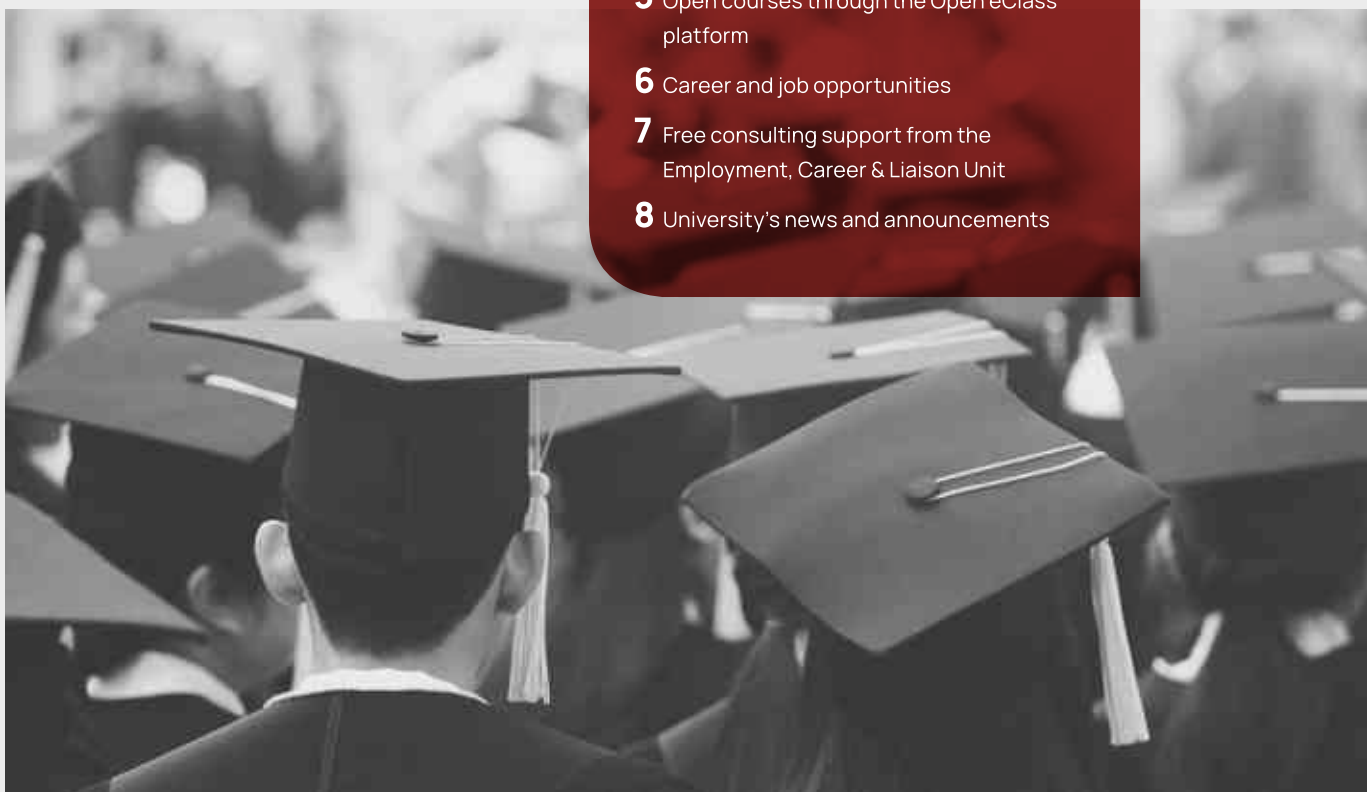 5 Open courses through the Open eClass
platform
6 Career and job opportunities
7 Free consulting support from the
Employment, Career & Liaison Unit
8 University's news and announcements